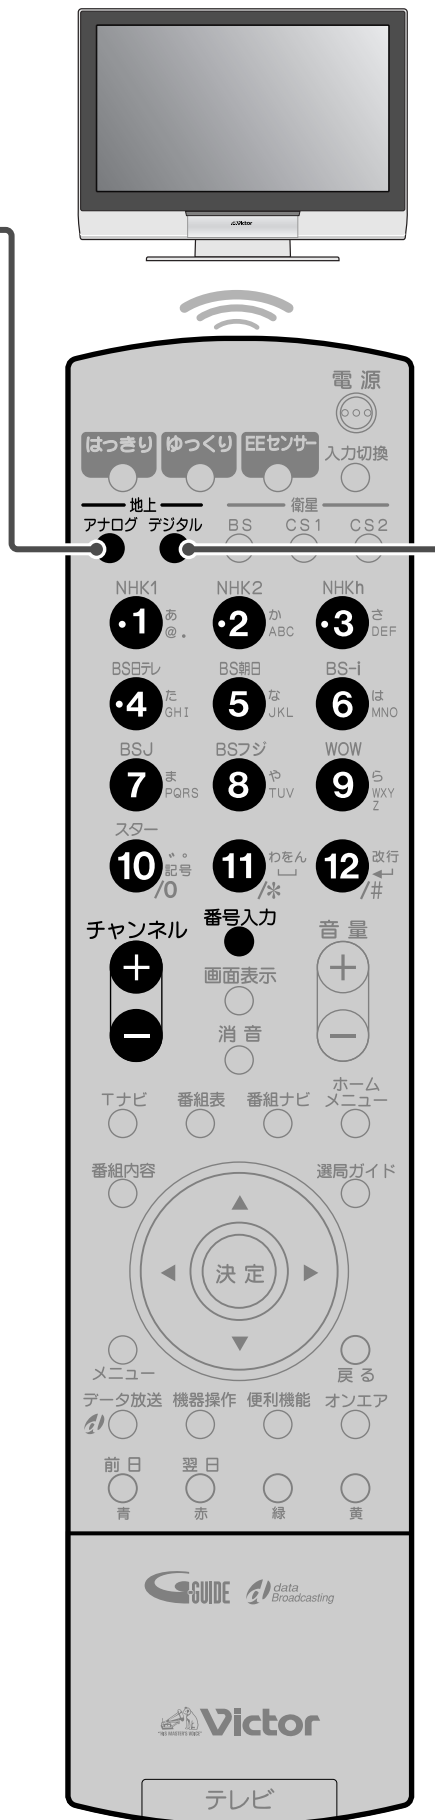 Victor
電源
はっきり ゆっくり EEセンサー 入力切換
地上 衛星
アナログ デジタル BS CS1 CS2
NHK1 NHK2 NHKh
・1 あ @. ・2 か ABC ・3 さ DEF
BS日テレ BS朝日 BS-i
・4 た GHI 5 な JKL 6 は MNO
BSJ BSフジ WOW
7 ま PQRS 8 や TUV 9 ら WXYZ
スター
10 ゛゜ 記号 /0 11 わをん ␣ /＊ 12 改行 ↲ /#
チャンネル 番号入力 音量
+ 画面表示 +
− 消音 −
Tナビ 番組表 番組ナビ ホームメニュー
番組内容 選局ガイド
▲
◀ 決定 ▶
▼
メニュー 戻る
データ放送 機器操作 便利機能 オンエア
d
前日 翌日
青 赤 緑 黄
G-GUIDE d data Broadcasting
"HIS MASTER'S VOICE" Victor
テレビ